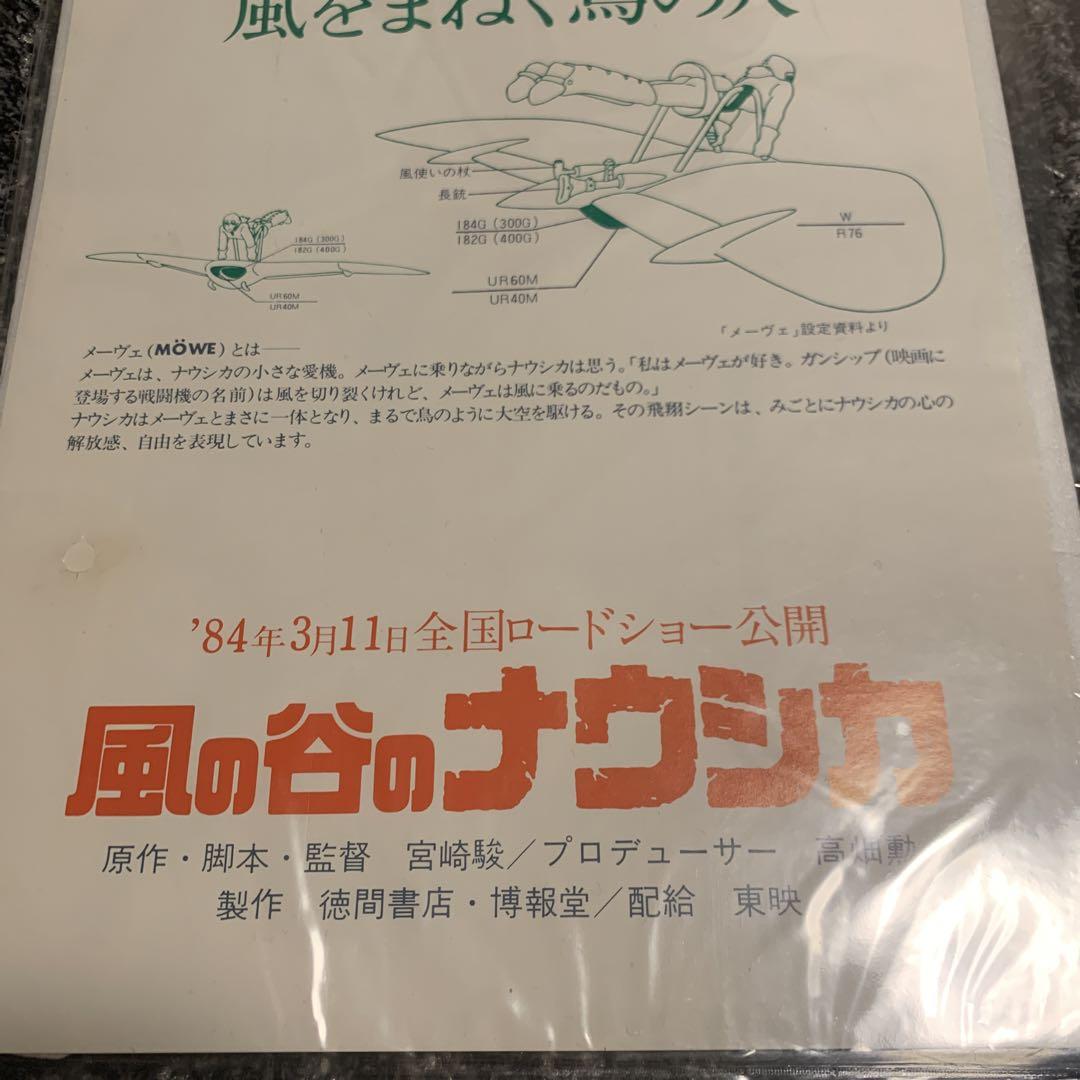 風をまねく鳥の人
風使いの杖
長銃
184G (300G)
182G (400G)
W
R76
184G (300G)
182G (400G)
UR60M
UR40M
UR60M
UR40M
「メーヴェ」設定資料より
メーヴェ(MÖWE)とは——
メーヴェは、ナウシカの小さな愛機。メーヴェに乗りながらナウシカは思う。「私はメーヴェが好き。ガンシップ(映画に
登場する戦闘機の名前)は風を切り裂くけれど、メーヴェは風に乗るのだもの。」
ナウシカはメーヴェとまさに一体となり、まるで鳥のように大空を駆ける。その飛翔シーンは、みごとにナウシカの心の
解放感、自由を表現しています。
'84年3月11日全国ロードショー公開
風の谷のナウシカ
原作・脚本・監督 宮崎駿／プロデューサー 高畑勲
製作 徳間書店・博報堂／配給 東映